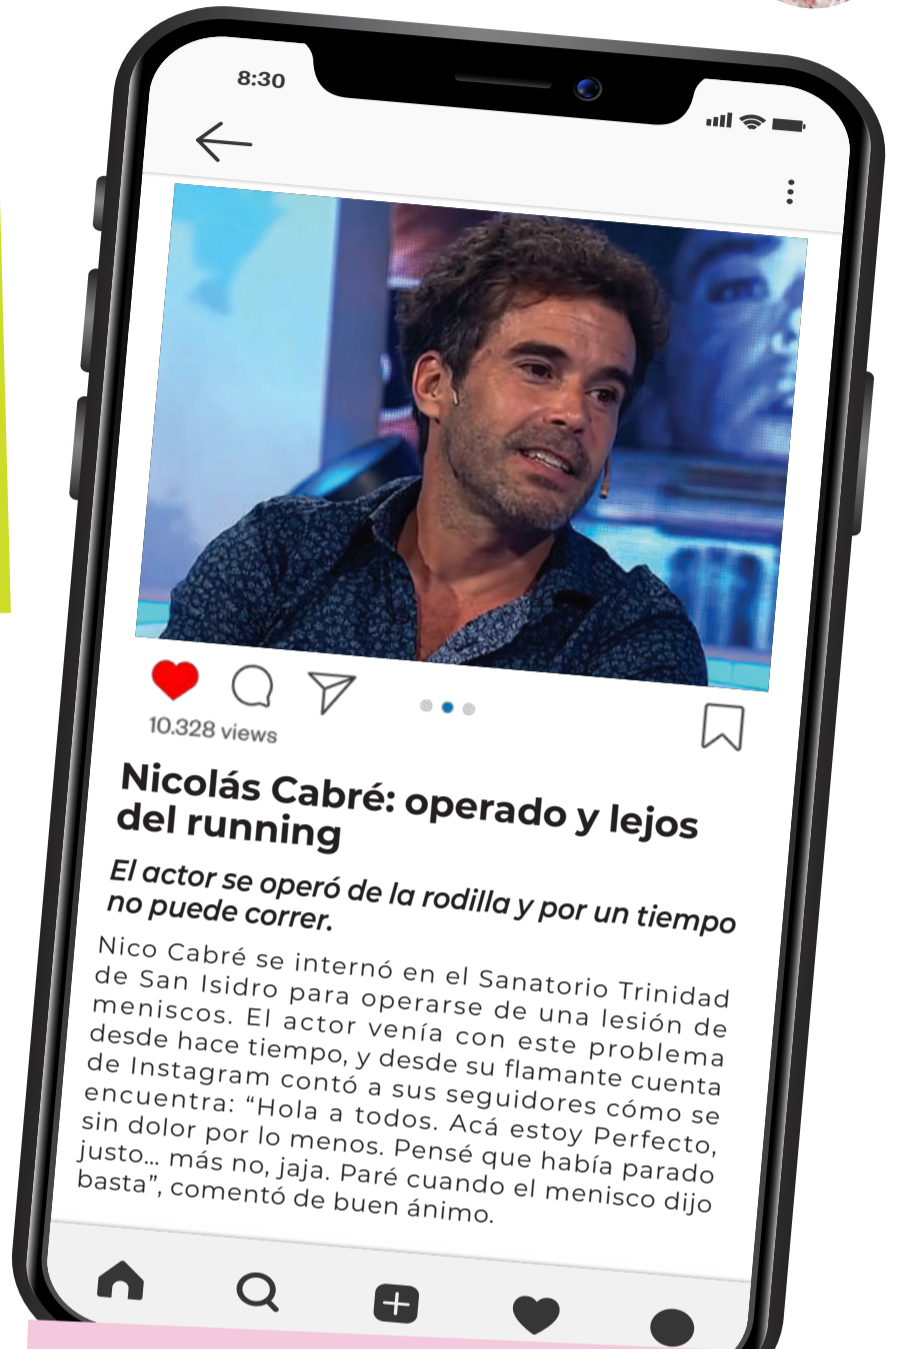 8:30
10.328 views
Nicolás Cabré: operado y lejos
del running
El actor se operó de la rodilla y por un tiempo
no puede correr.
Nico Cabré se internó en el Sanatorio Trinidad
de San Isidro para operarse de una lesión de
meniscos. El actor venía con este problema
desde hace tiempo, y desde su flamante cuenta
de Instagram contó a sus seguidores cómo se
encuentra: “Hola a todos. Acá estoy Perfecto,
sin dolor por lo menos. Pensé que había parado
justo... más no, jaja. Paré cuando el menisco dijo
basta”, comentó de buen ánimo.